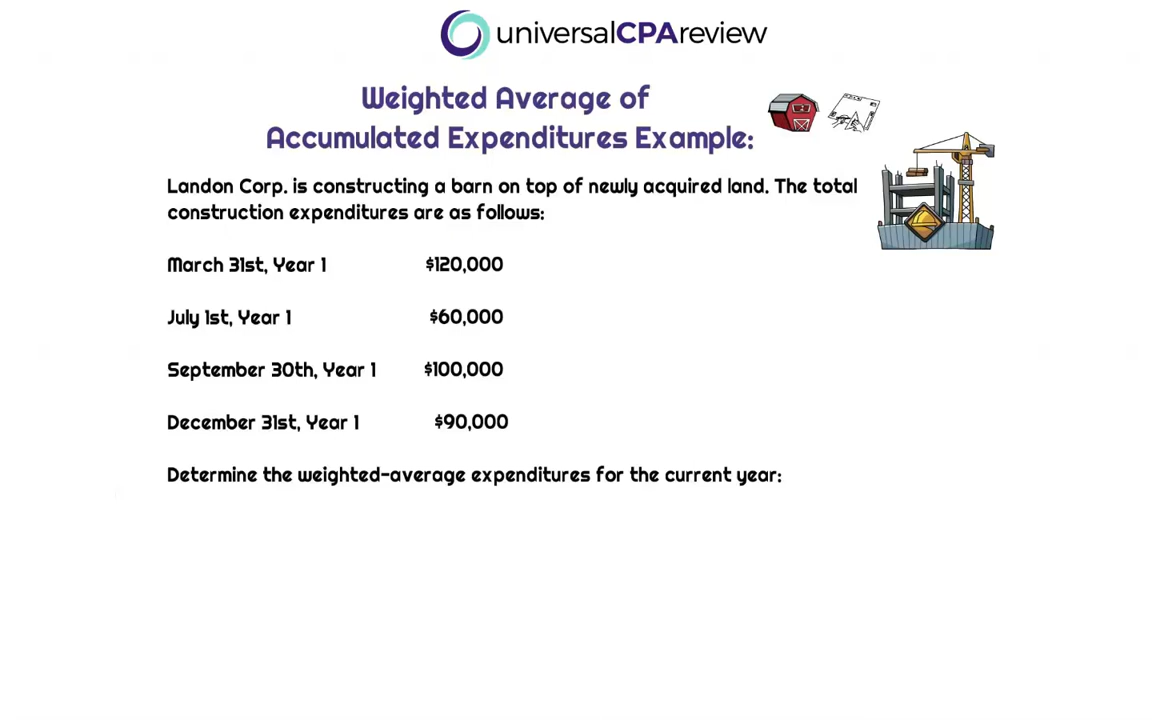 universalCPAreview
Weighted Average of
Accumulated Expenditures Example:
Landon Corp. is constructing a barn on top of newly acquired land. The total
construction expenditures are as follows:
March 31st, Year 1 $120,000
July 1st, Year 1 $60,000
September 30th, Year 1 $100,000
December 31st, Year 1 $90,000
Determine the weighted-average expenditures for the current year: